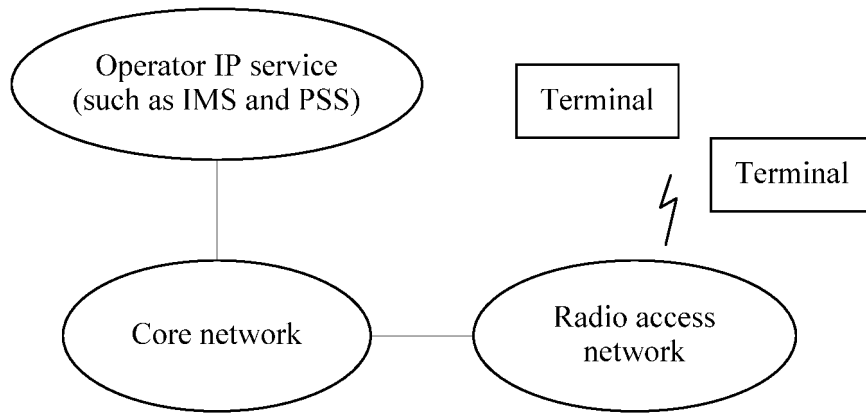 Operator IP service
(such as IMS and PSS)
Terminal
Terminal
Core network
Radio access
network